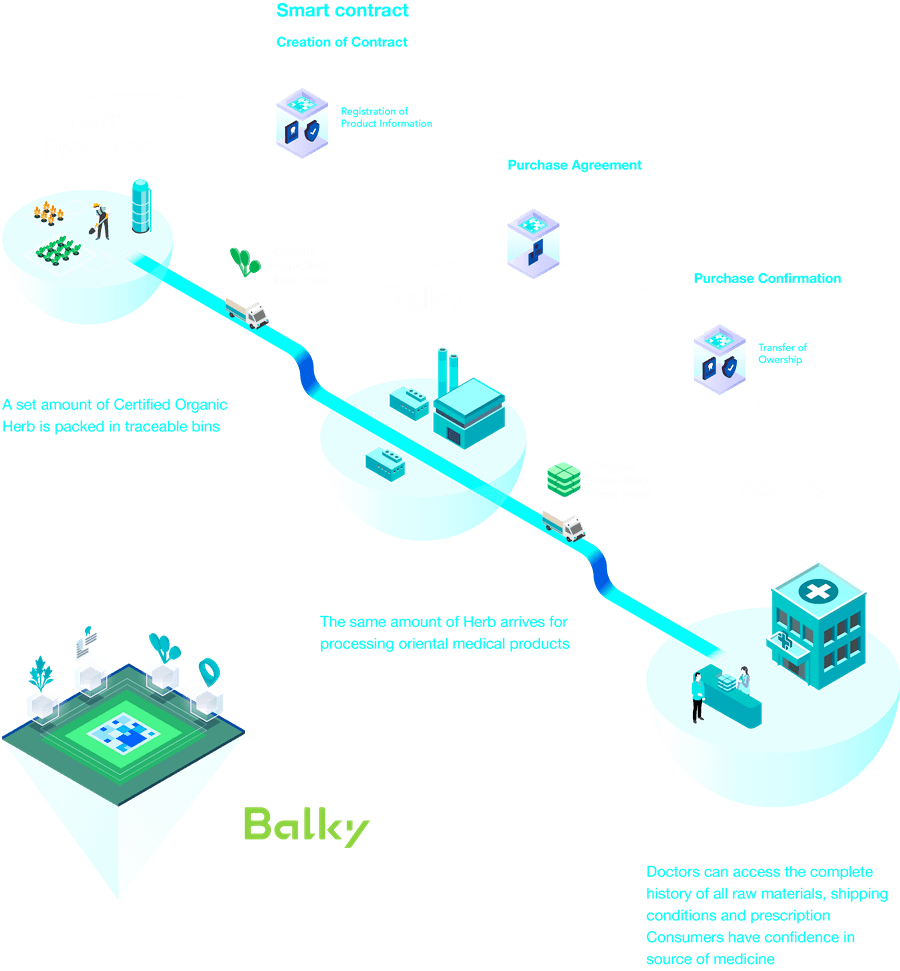 Smart contract
Creation of Contract
Registration of
Product Information
Purchase Agreement
Purchase Confirmation
Transfer of
Owership
A set amount of Certified Organic
Herb is packed in traceable bins
The same amount of Herb arrives for
processing oriental medical products
Balky
Doctors can access the complete
history of all raw materials, shipping
conditions and prescription
Consumers have confidence in
source of medicine